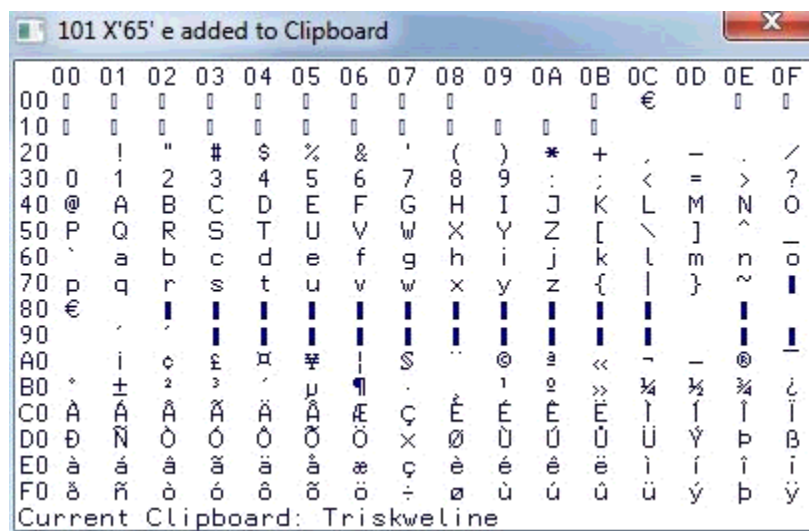 101 X'65' e added to Clipboard
X
00 01 02 03 04 05 06 07 08 09 0A 0B 0C 0D 0E 0F
00 ▯ ▯ ▯ ▯ ▯ ▯ ▯ ▯ ▯ ▯ € ▯ ▯
10 ▯ ▯ ▯ ▯ ▯ ▯ ▯ ▯ ▯ ▯ ▯ ▯
20 ! " # $ % & ' ( ) * + , - . /
30 0 1 2 3 4 5 6 7 8 9 : ; < = > ?
40 @ A B C D E F G H I J K L M N O
50 P Q R S T U V W X Y Z [ \ ] ^ _
60 ` a b c d e f g h i j k l m n o
70 p q r s t u v w x y z { | } ~ ▮
80 € ▮ ▮ ▮ ▮ ▮ ▮ ▮ ▮ ▮ ▮ ▮ ▮
90 ´ ´ ▮ ▮ ▮ ▮ ▮ ▮ ▮ ▮ ▮ ▮ ▮ ▮
A0 ¡ ¢ £ ¤ ¥ ¦ § ¨ © ª « ¬ - ® ¯
B0 ° ± ² ³ ´ µ ¶ · ¸ ¹ º » ¼ ½ ¾ ¿
C0 À Á Â Ã Ä Å Æ Ç È É Ê Ë Ì Í Î Ï
D0 Ð Ñ Ò Ó Ô Õ Ö × Ø Ù Ú Û Ü Ý Þ ß
E0 à á â ã ä å æ ç è é ê ë ì í î ï
F0 ð ñ ò ó ô õ ö ÷ ø ù ú û ü ý þ ÿ
Current Clipboard: Triskweline